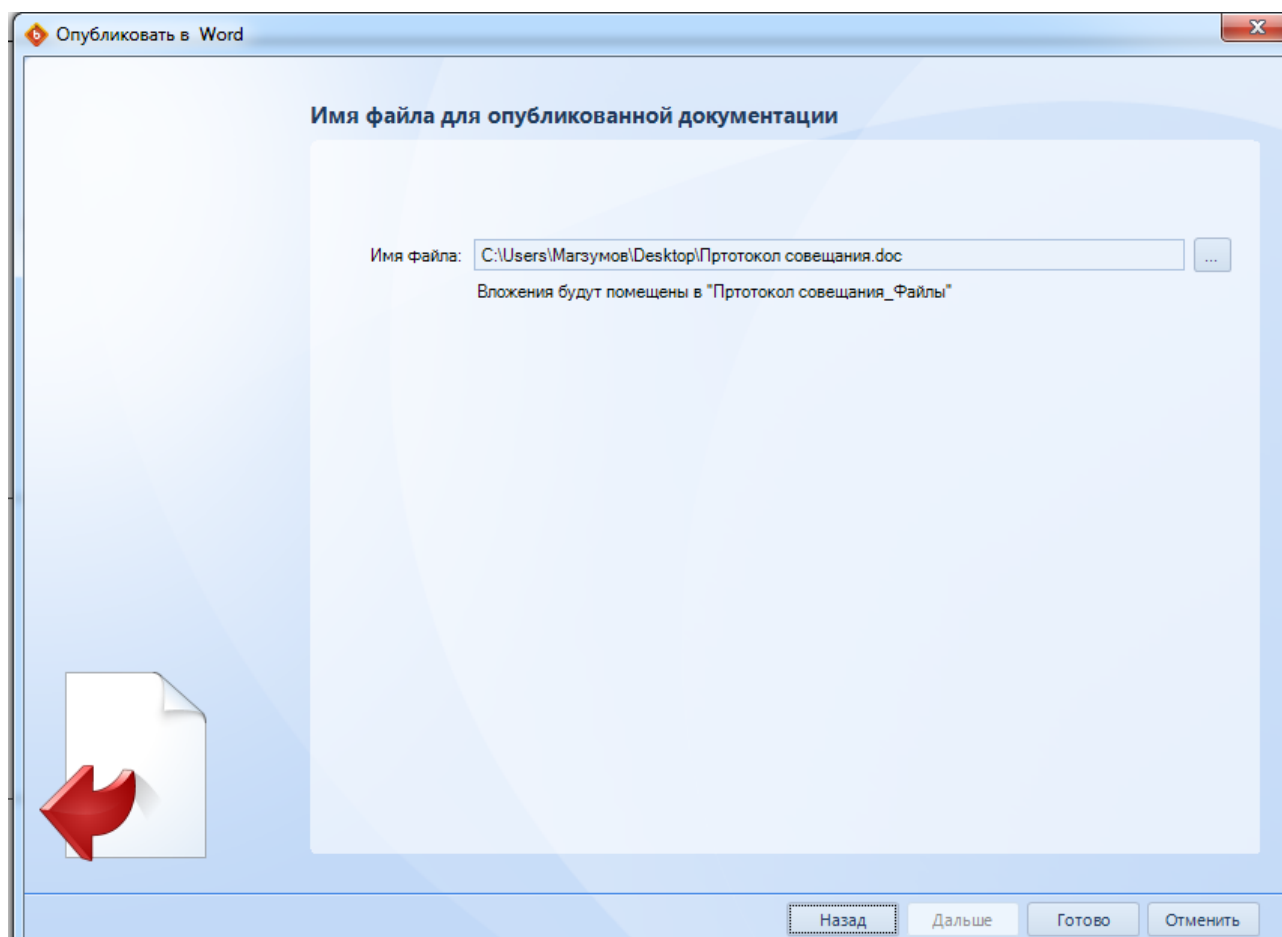 Опубликовать в Word
Имя файла для опубликованной документации
Имя файла: C:\Users\Магзумов\Desktop\Пртотокол совещания.doc ...
Вложения будут помещены в "Пртотокол совещания_Файлы"
Назад Дальше Готово Отменить